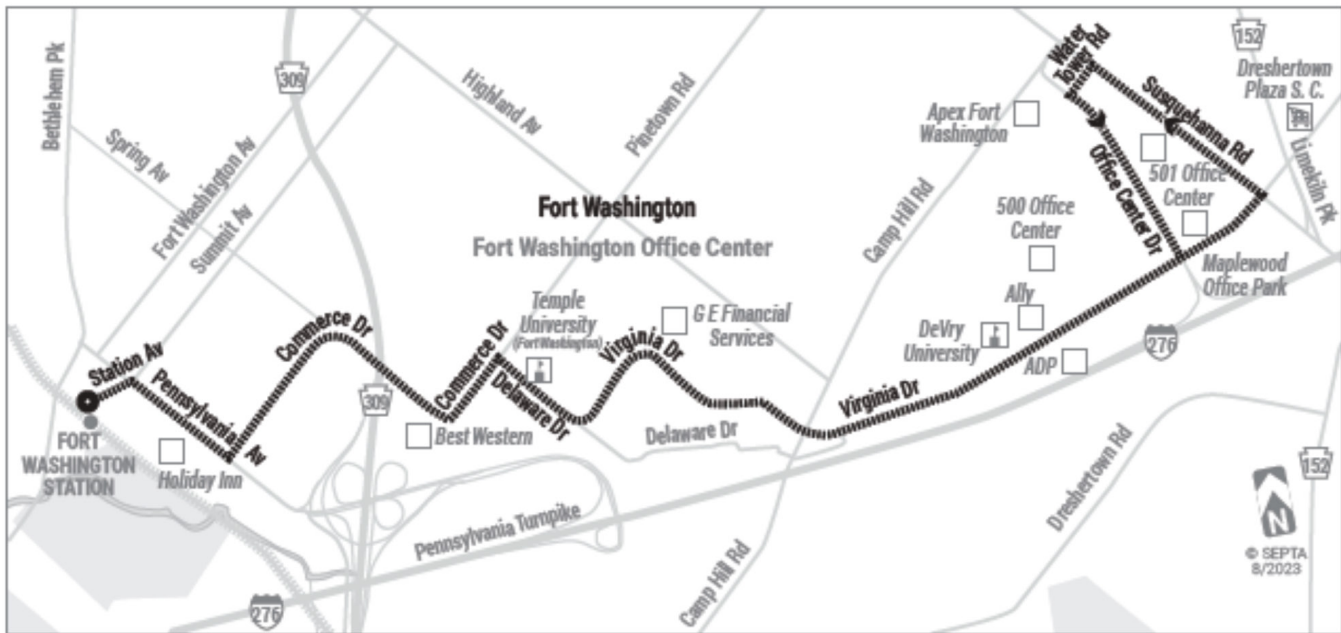 Bethlehem Pk
309
Highland Av
Pinetown Rd
Spring Av
Fort Washington Av
Summit Av
Water
Tower Rd
152
Dreshertown
Plaza S. C.
Susquehanna Rd
Limekiln Pk
Apex Fort
Washington
Camp Hill Rd
Office Center Dr
501 Office
Center
500 Office
Center
Fort Washington
Fort Washington Office Center
Maplewood
Office Park
Temple
University
(Fort Washington)
G E Financial
Services
Ally
DeVry
University
ADP
276
Station Av
Pennsylvania Av
Commerce Dr
309
Commerce Dr
Delaware Dr
Virginia Dr
Virginia Dr
Delaware Dr
Best Western
FORT
WASHINGTON
STATION
Holiday Inn
Pennsylvania Turnpike
276
Camp Hill Rd
Dreshertown Rd
152
N
© SEPTA
8/2023